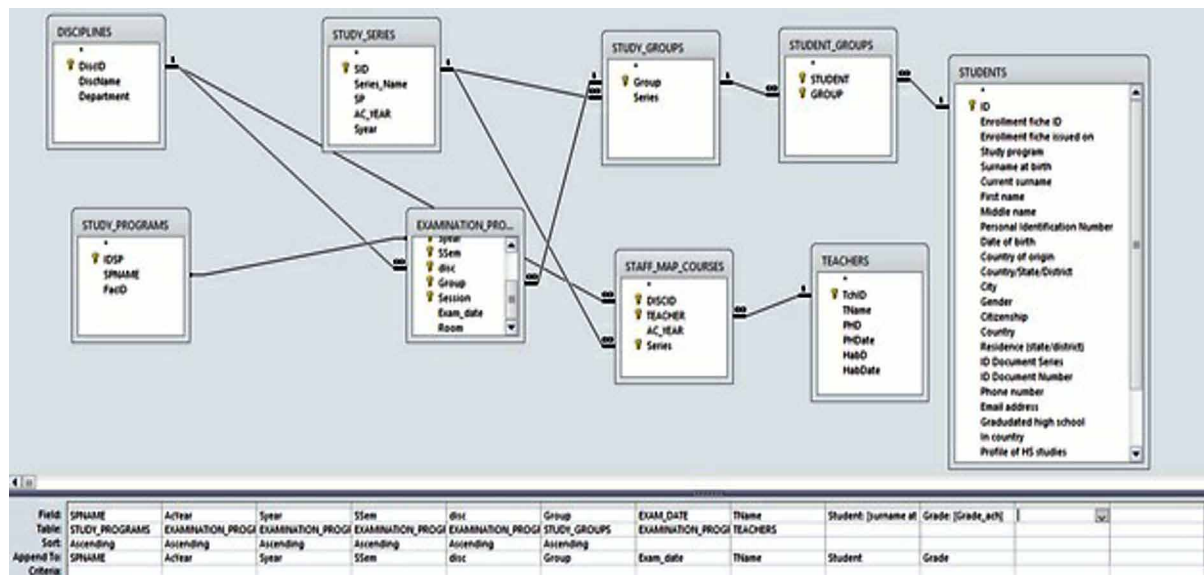 DISCIPLINES
*
DiscID
DiscName
Department
STUDY_SERIES
*
SID
Series_Name
SP
AC_YEAR
Syear
STUDY_GROUPS
*
Group
Series
STUDENT_GROUPS
*
STUDENT
GROUP
STUDENTS
*
ID
Enrollment fiche ID
Enrollment fiche issued on
Study program
Surname at birth
Current surname
First name
Middle name
Personal Identification Number
Date of birth
Country of origin
Country/State/District
City
Gender
Citizenship
Country
Residence (state/district)
ID Document Series
ID Document Number
Phone number
Email address
Gradudated high school
In country
Profile of HS studies
STUDY_PROGRAMS
*
IDSP
SPNAME
FacID
EXAMINATION_PRO...
Syear
SSem
disc
Group
Session
Exam_date
Room
STAFF_MAP_COURSES
*
DISCID
TEACHER
AC_YEAR
Series
TEACHERS
*
TchID
TName
PHD
PHDate
HabD
HabDate
Field: SPNAME AcYear Syear SSem disc Group EXAM_DATE TName Student: [surname at Grade: [Grade_ach]
Table: STUDY_PROGRAMS EXAMINATION_PROGI EXAMINATION_PROGI EXAMINATION_PROGI EXAMINATION_PROGI STUDY_GROUPS EXAMINATION_PROGI TEACHERS
Sort: Ascending Ascending Ascending Ascending Ascending Ascending
Append To: SPNAME AcYear Syear SSem disc Group Exam_date TName Student Grade
Criteria: